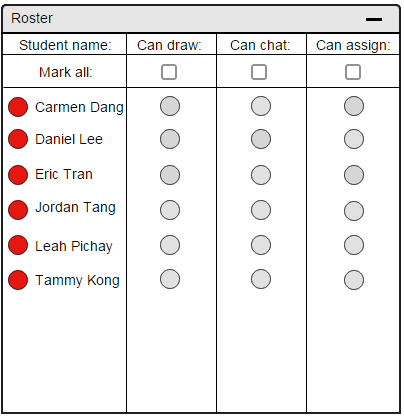 Roster
Student name: Can draw: Can chat: Can assign:
Mark all:
Carmen Dang
Daniel Lee
Eric Tran
Jordan Tang
Leah Pichay
Tammy Kong